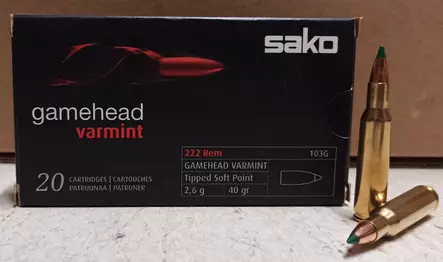 sako
gamehead
varmint
222 Rem 103G
GAMEHEAD VARMINT
Tipped Soft Point
2,6 g 40 gr
20 CARTRIDGES | CARTOUCHES
PATRUUNAA | PATRONER